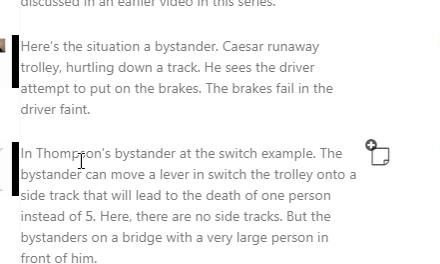 discussed in an earlier video in this series.
Here's the situation a bystander. Caesar runaway
trolley, hurtling down a track. He sees the driver
attempt to put on the brakes. The brakes fail in the
driver faint.
In Thompson's bystander at the switch example. The
bystander can move a lever in switch the trolley onto a
side track that will lead to the death of one person
instead of 5. Here, there are no side tracks. But the
bystanders on a bridge with a very large person in
front of him.